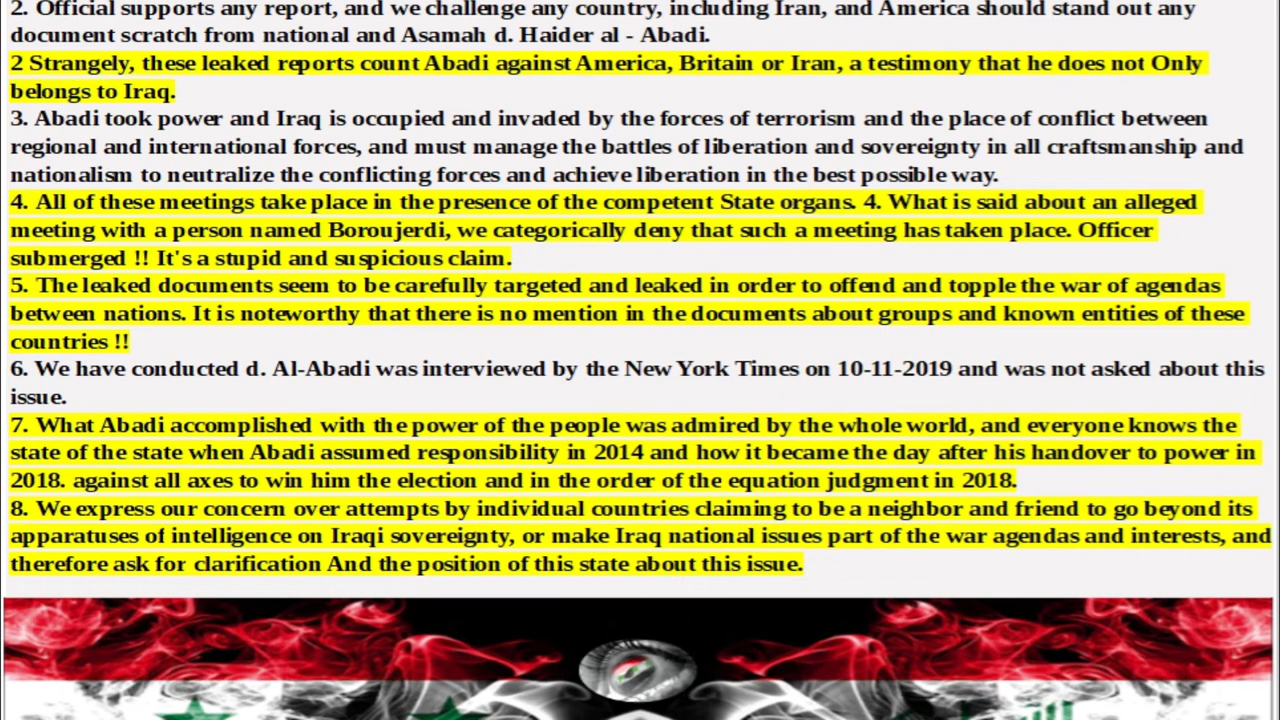 2. Official supports any report, and we challenge any country, including Iran, and America should stand out any
document scratch from national and Asamah d. Haider al - Abadi.
2 Strangely, these leaked reports count Abadi against America, Britain or Iran, a testimony that he does not Only
belongs to Iraq.
3. Abadi took power and Iraq is occupied and invaded by the forces of terrorism and the place of conflict between
regional and international forces, and must manage the battles of liberation and sovereignty in all craftsmanship and
nationalism to neutralize the conflicting forces and achieve liberation in the best possible way.
4. All of these meetings take place in the presence of the competent State organs. 4. What is said about an alleged
meeting with a person named Boroujerdi, we categorically deny that such a meeting has taken place. Officer
submerged !! It's a stupid and suspicious claim.
5. The leaked documents seem to be carefully targeted and leaked in order to offend and topple the war of agendas
between nations. It is noteworthy that there is no mention in the documents about groups and known entities of these
countries !!
6. We have conducted d. Al-Abadi was interviewed by the New York Times on 10-11-2019 and was not asked about this
issue.
7. What Abadi accomplished with the power of the people was admired by the whole world, and everyone knows the
state of the state when Abadi assumed responsibility in 2014 and how it became the day after his handover to power in
2018. against all axes to win him the election and in the order of the equation judgment in 2018.
8. We express our concern over attempts by individual countries claiming to be a neighbor and friend to go beyond its
apparatuses of intelligence on Iraqi sovereignty, or make Iraq national issues part of the war agendas and interests, and
therefore ask for clarification And the position of this state about this issue.